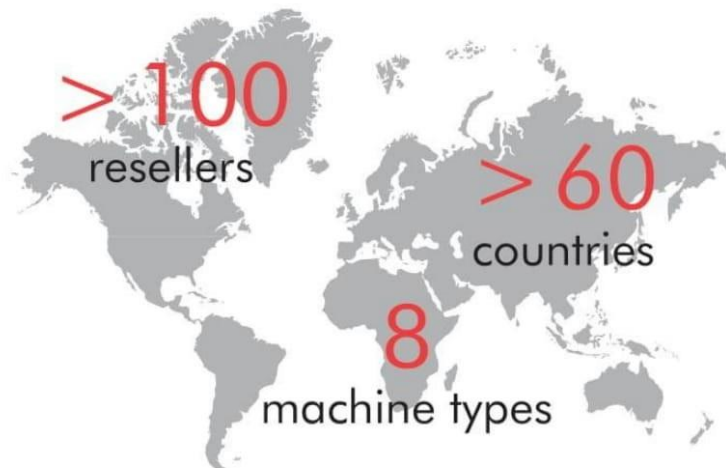 > 100
resellers
> 60
countries
8
machine types